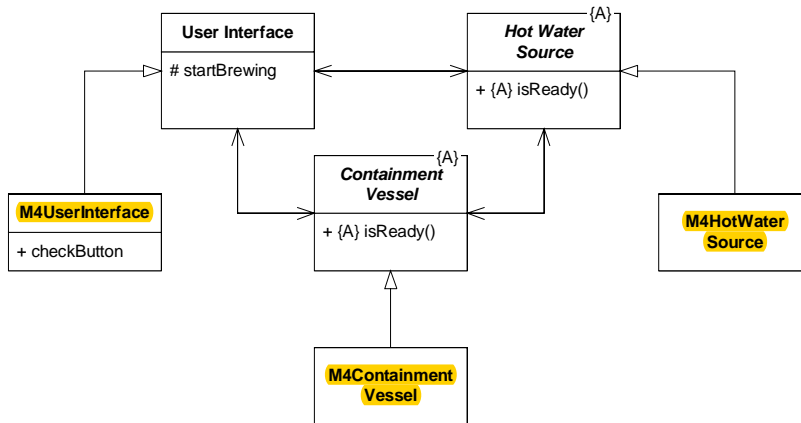 User Interface
# startBrewing
{A}
Hot Water
Source
+ {A} isReady()
{A}
Containment
Vessel
+ {A} isReady()
M4UserInterface
+ checkButton
M4HotWater
Source
M4Containment
Vessel